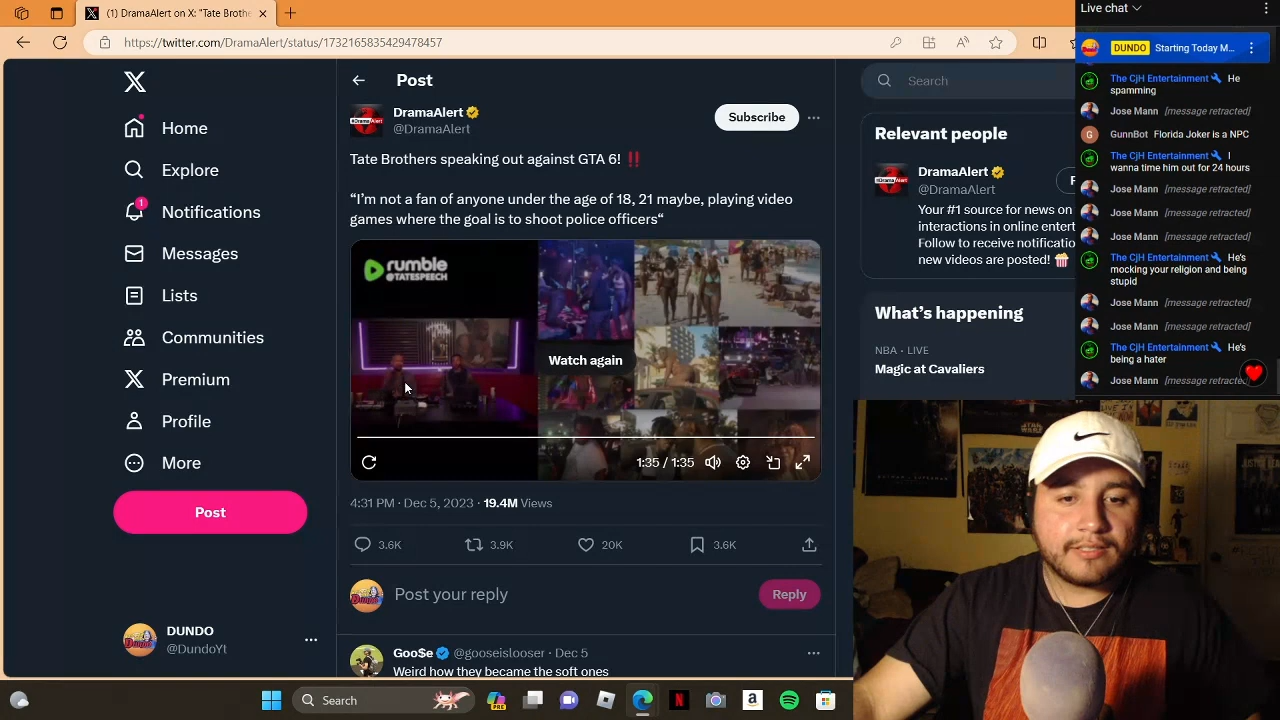 (1) DramaAlert on X: "Tate Brothe
https://twitter.com/DramaAlert/status/1732165835429478457
Home
Explore
1
Notifications
Messages
Lists
Communities
Premium
Profile
More
Post
DUNDO
@DundoYt
Post
DramaAlert
@DramaAlert
Subscribe
Tate Brothers speaking out against GTA 6! ‼️
“I’m not a fan of anyone under the age of 18, 21 maybe, playing video
games where the goal is to shoot police officers“
rumble
@TATESPEECH
Watch again
1:35 / 1:35
4:31 PM · Dec 5, 2023 · 19.4M Views
3.6K
3.9K
20K
3.6K
Post your reply
Reply
Goo$e @gooseislooser · Dec 5
Weird how they became the soft ones
Search
Relevant people
DramaAlert
@DramaAlert
Your #1 source for news on
interactions in online entert
Follow to receive notificatio
new videos are posted!
What’s happening
NBA · LIVE
Magic at Cavaliers
Live chat
DUNDO Starting Today M...
The CjH Entertainment He
spamming
Jose Mann [message retracted]
GunnBot Florida Joker is a NPC
The CjH Entertainment I
wanna time him out for 24 hours
Jose Mann [message retracted]
Jose Mann [message retracted]
Jose Mann [message retracted]
The CjH Entertainment He's
mocking your religion and being
stupid
Jose Mann [message retracted]
Jose Mann [message retracted]
The CjH Entertainment He's
being a hater
Jose Mann [message retracted]
Search
PRE